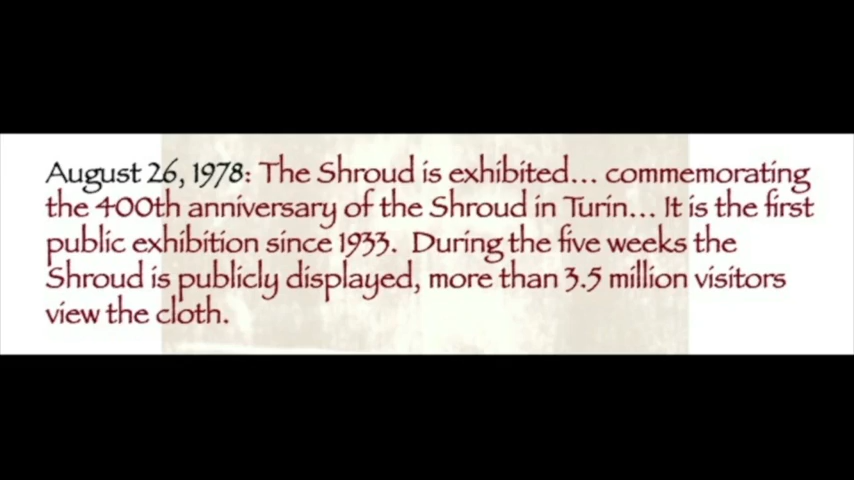 August 26, 1978: The Shroud is exhibited... commemorating
the 400th anniversary of the Shroud in Turin... It is the first
public exhibition since 1933. During the five weeks the
Shroud is publicly displayed, more than 3.5 million visitors
view the cloth.